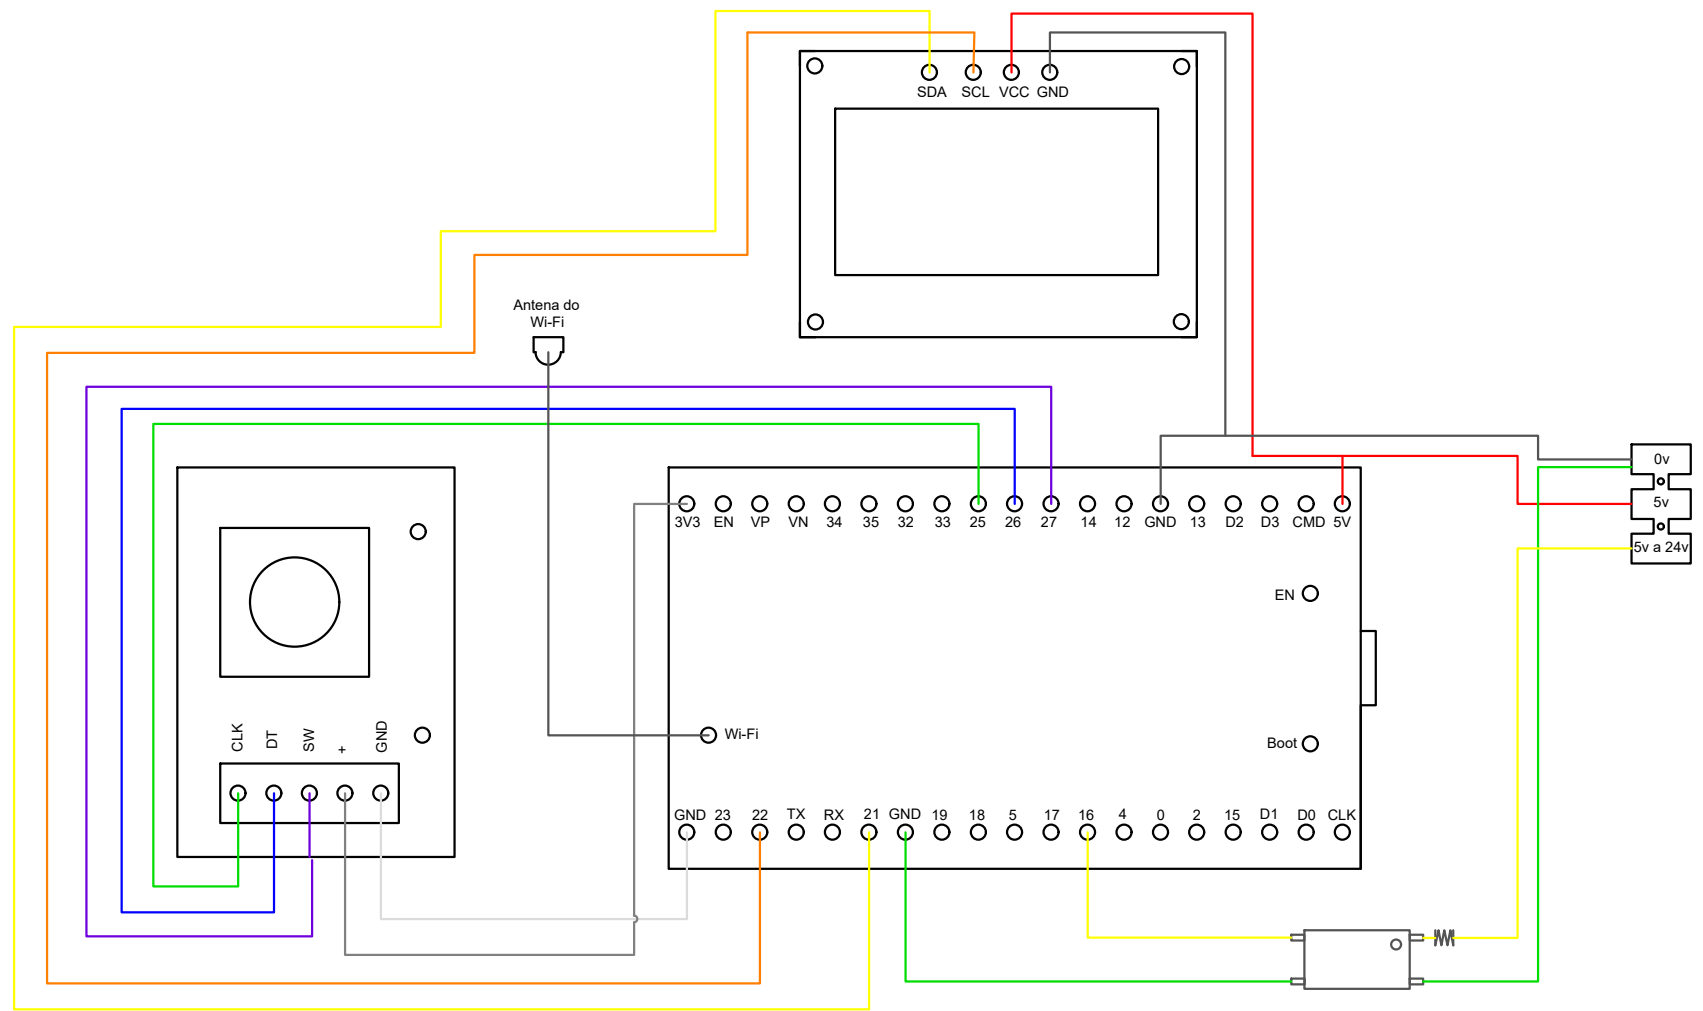 SDA SCL VCC GND
Antena do
Wi-Fi
0v
5v
5v a 24v
3V3 EN VP VN 34 35 32 33 25 26 27 14 12 GND 13 D2 D3 CMD 5V
EN
CLK DT SW + GND
Wi-Fi
Boot
GND 23 22 TX RX 21 GND 19 18 5 17 16 4 0 2 15 D1 D0 CLK